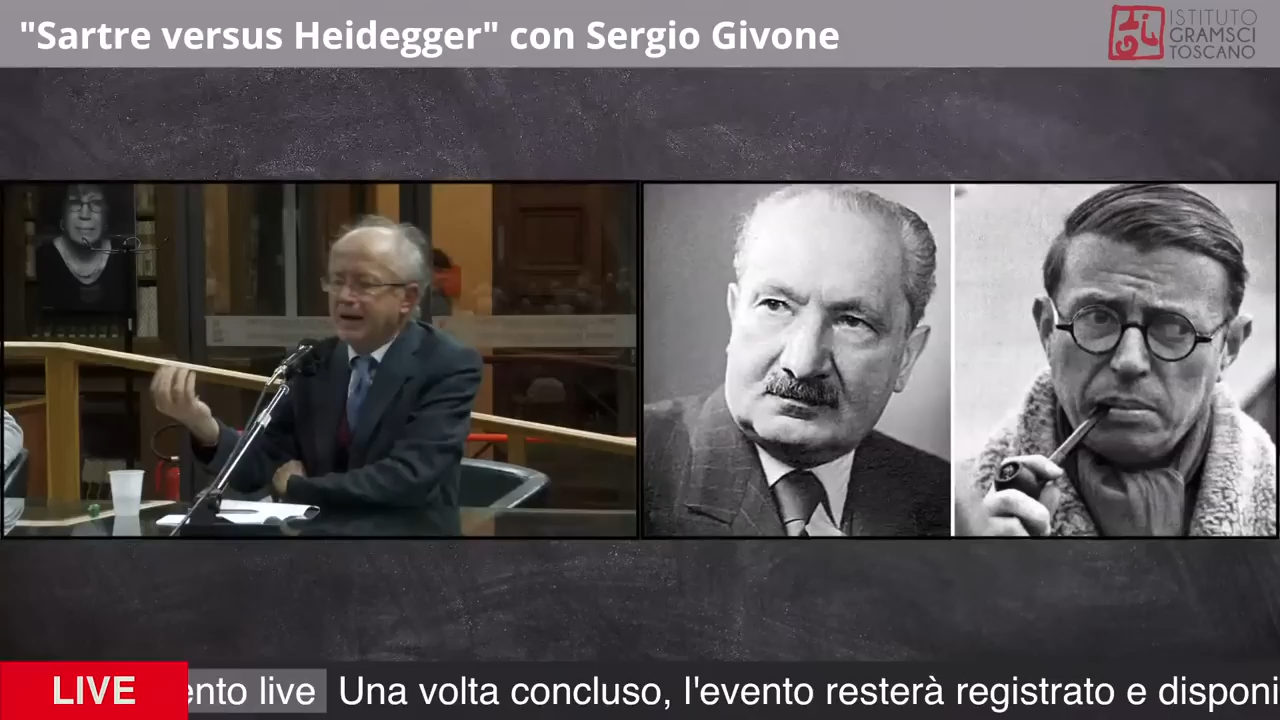 "Sartre versus Heidegger" con Sergio Givone
ISTITUTO
GRAMSCI
TOSCANO
LIVE
ento live
Una volta concluso, l'evento resterà registrato e disponi